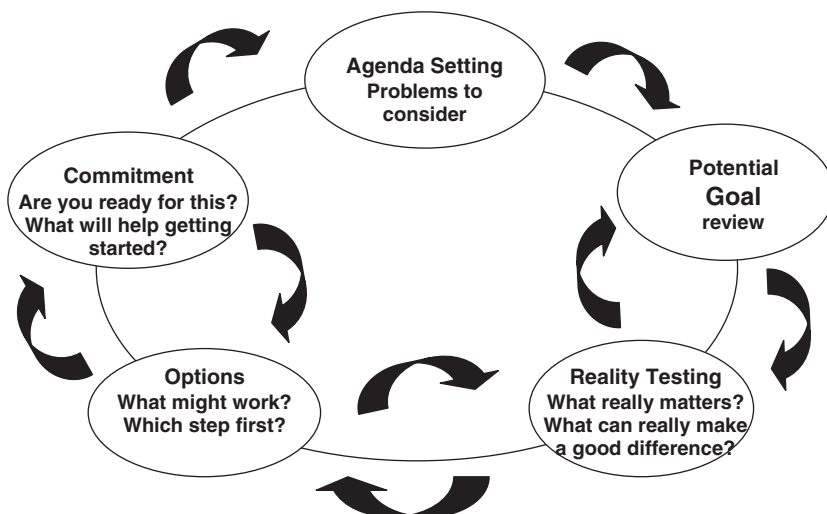 Agenda Setting
Problems to
consider
Potential
Goal
review
Reality Testing
What really matters?
What can really make
a good difference?
Options
What might work?
Which step first?
Commitment
Are you ready for this?
What will help getting
started?